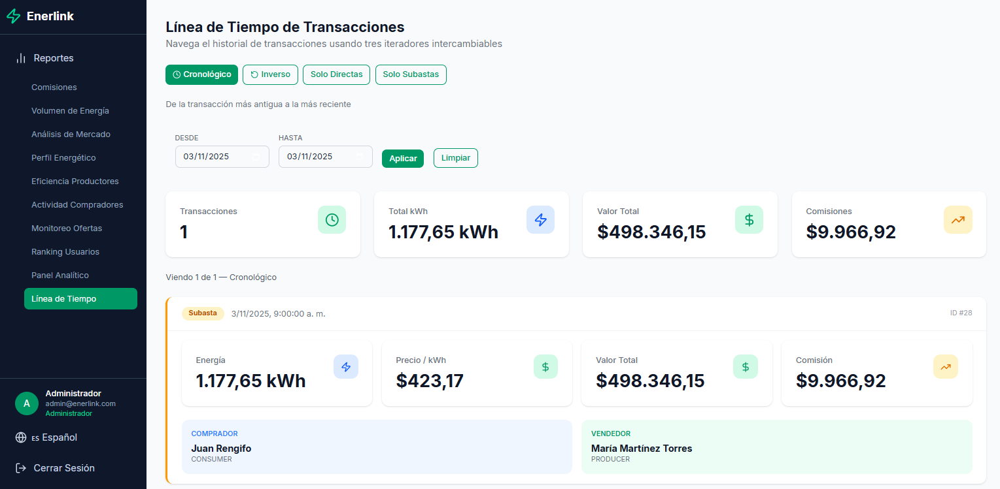 Enerlink
Reportes
Comisiones
Volumen de Energía
Análisis de Mercado
Perfil Energético
Eficiencia Productores
Actividad Compradores
Monitoreo Ofertas
Ranking Usuarios
Panel Analítico
Línea de Tiempo
A
Administrador
admin@enerlink.com
Administrador
ES Español
Cerrar Sesión
Línea de Tiempo de Transacciones
Navega el historial de transacciones usando tres iteradores intercambiables
Cronológico Inverso Solo Directas Solo Subastas
De la transacción más antigua a la más reciente
DESDE HASTA
03/11/2025 03/11/2025 Aplicar Limpiar
Transacciones
1
Total kWh
1.177,65 kWh
Valor Total
$498.346,15
Comisiones
$9.966,92
Viendo 1 de 1 — Cronológico
Subasta 3/11/2025, 9:00:00 a. m. ID #28
Energía
1.177,65 kWh
Precio / kWh
$423,17
Valor Total
$498.346,15
Comisión
$9.966,92
COMPRADOR
Juan Rengifo
CONSUMER
VENDEDOR
María Martínez Torres
PRODUCER